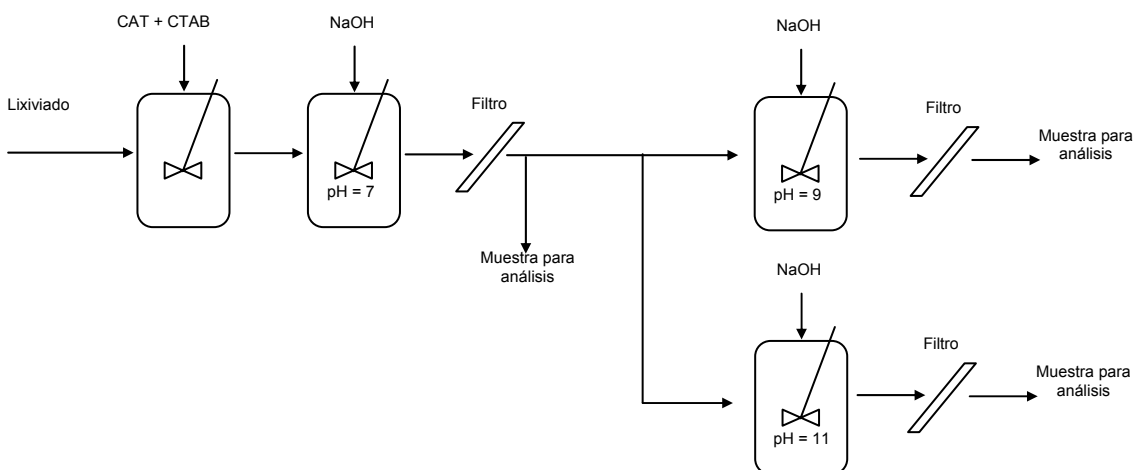 CAT + CTAB
NaOH
NaOH
Lixiviado
Filtro
Filtro
Muestra para
análisis
pH = 7
pH = 9
Muestra para
análisis
NaOH
Filtro
Muestra para
análisis
pH = 11